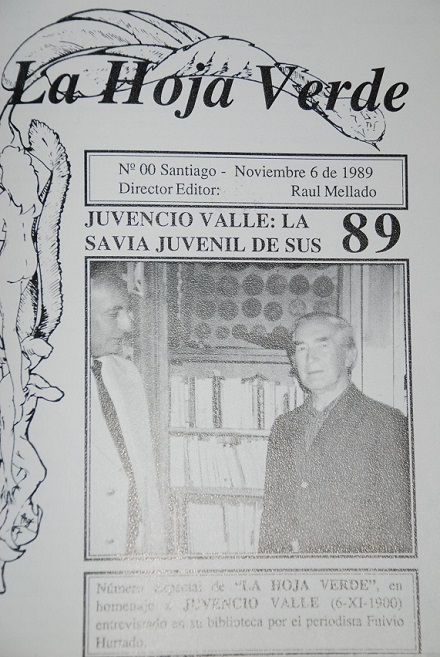 La Hoja Verde
Nº 00 Santiago - Noviembre 6 de 1989
Director Editor: Raul Mellado
JUVENCIO VALLE: LA
SAVIA JUVENIL DE SUS 89
Número Especial de "LA HOJA VERDE", en
homenaje a JUVENCIO VALLE (6-XI-1900)
entrevistado en su biblioteca por el periodista Fulvio
Hurtado.